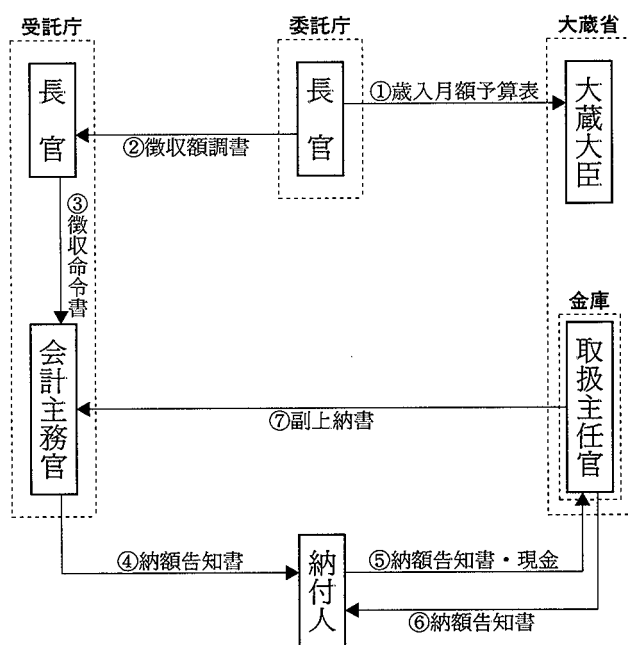 受託庁
委託庁
大蔵省
長官
長官
大蔵大臣
①歳入月額予算表
②徴収額調書
③徴収命令書
金庫
会計主務官
取扱主任官
⑦副上納書
④納額告知書
納付人
⑤納額告知書・現金
⑥納額告知書